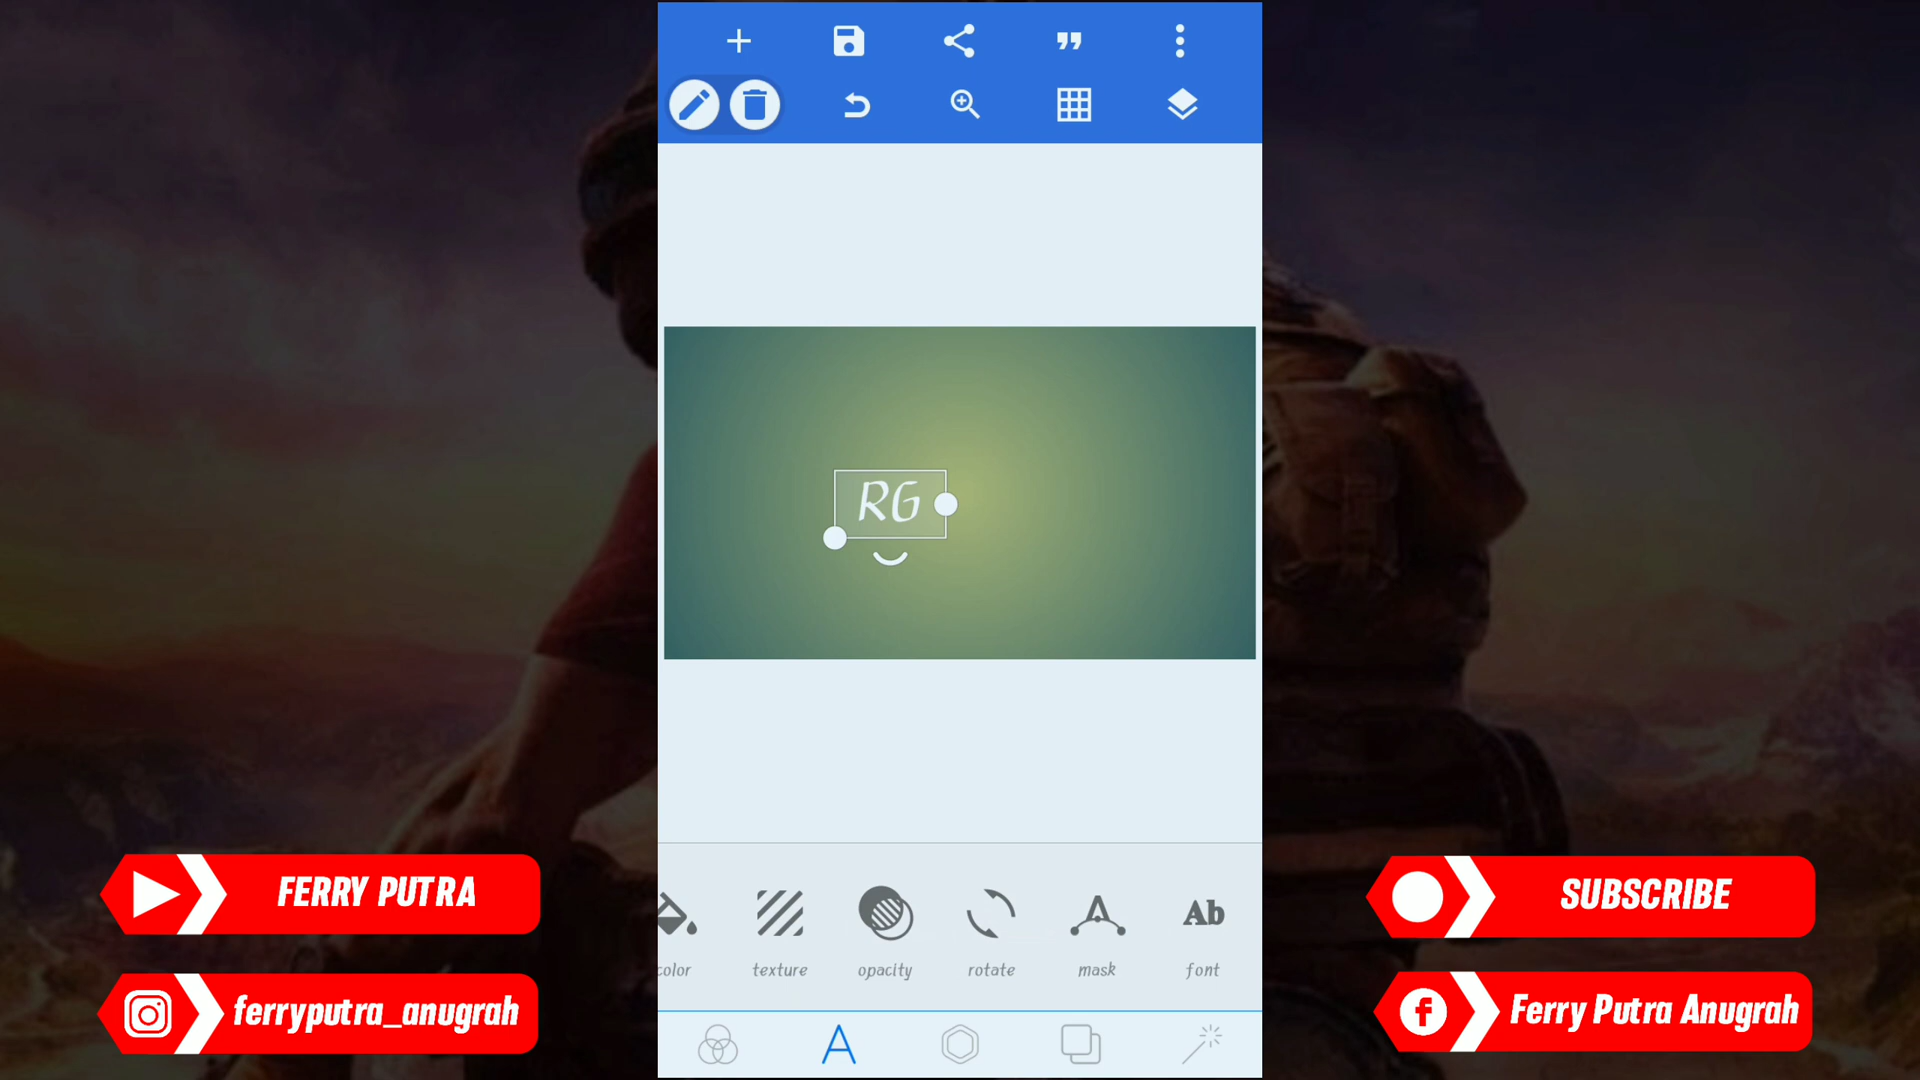 RG
color
texture
opacity
rotate
mask
Ab
font
FERRY PUTRA
ferryputra_anugrah
SUBSCRIBE
Ferry Putra Anugrah